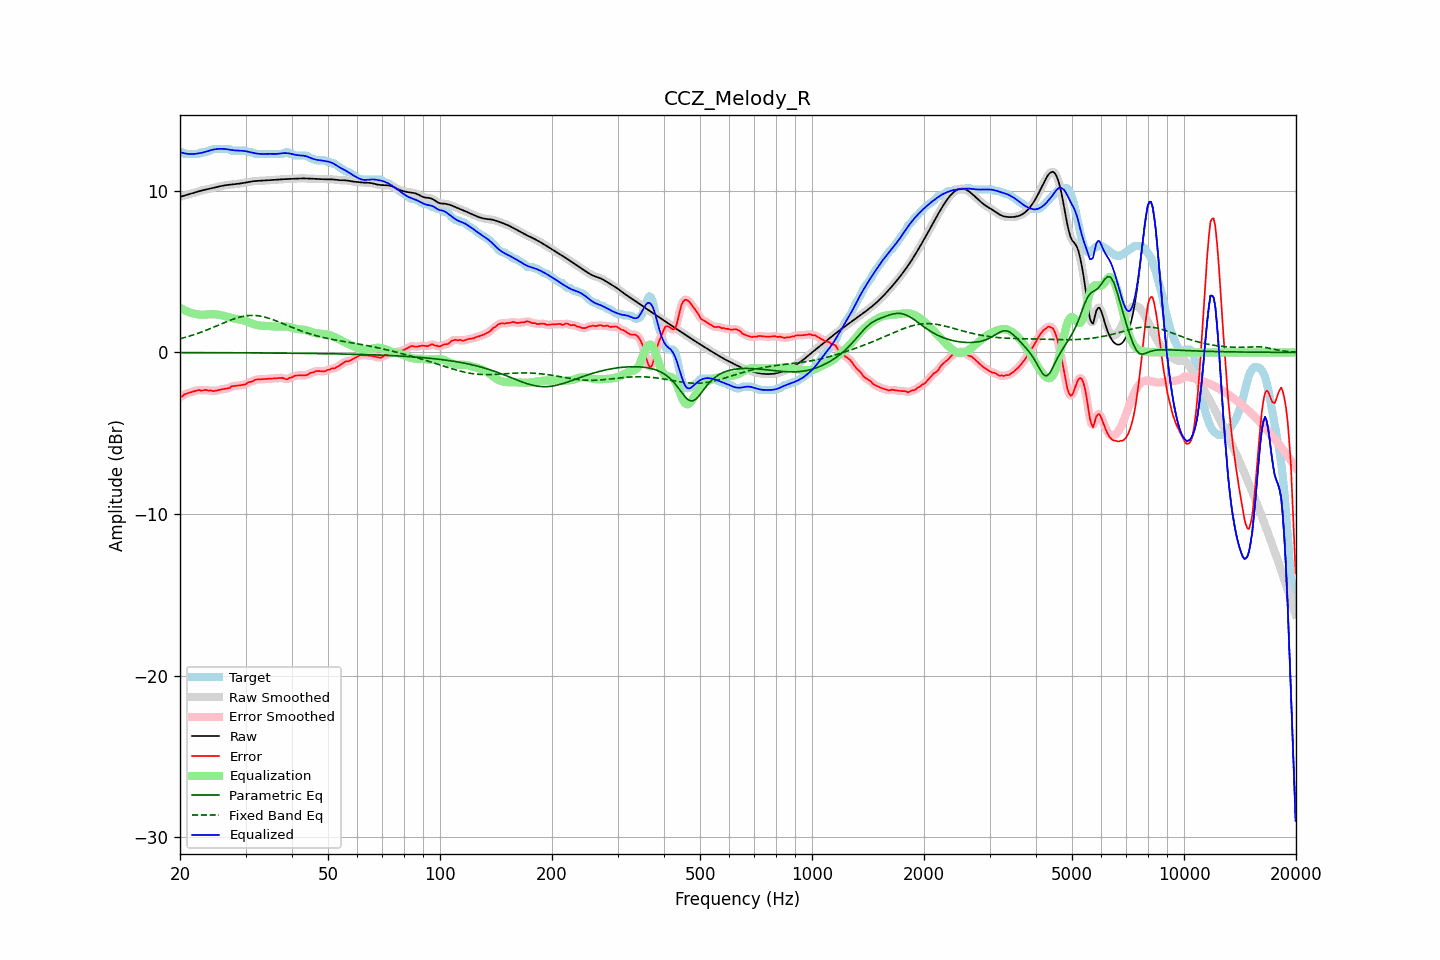 CCZ_Melody_R
Amplitude (dBr)
10
0
−10
−20
−30
Target
Raw Smoothed
Error Smoothed
Raw
Error
Equalization
Parametric Eq
Fixed Band Eq
Equalized
20 50 100 200 500 1000 2000 5000 10000 20000
Frequency (Hz)